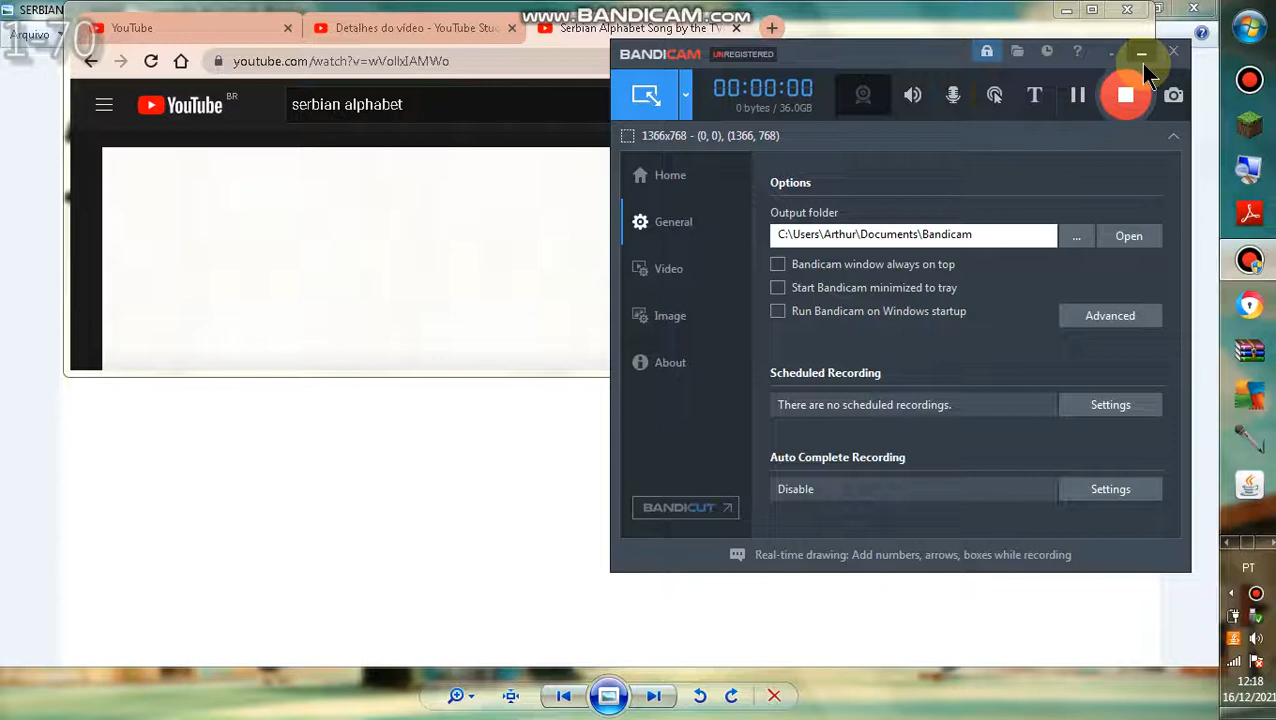 SERBIAN
www.BANDICAM.com
1-70
Arquivo
YouTube
Detalhes do vídeo - YouTube Stu
Serbian Alphabet Song by the TV
youtube.com/watch?v=wVollxIAMV0
YouTube BR
serbian alphabet
BANDICAM UNREGISTERED
00:00:00
0 bytes / 36.0GB
1366x768 - (0, 0), (1366, 768)
Home
General
Video
Image
About
BANDICUT
Options
Output folder
C:\Users\Arthur\Documents\Bandicam
... Open
Bandicam window always on top
Start Bandicam minimized to tray
Run Bandicam on Windows startup
Advanced
Scheduled Recording
There are no scheduled recordings. Settings
Auto Complete Recording
Disable Settings
Real-time drawing: Add numbers, arrows, boxes while recording
PT
12:18
16/12/2021